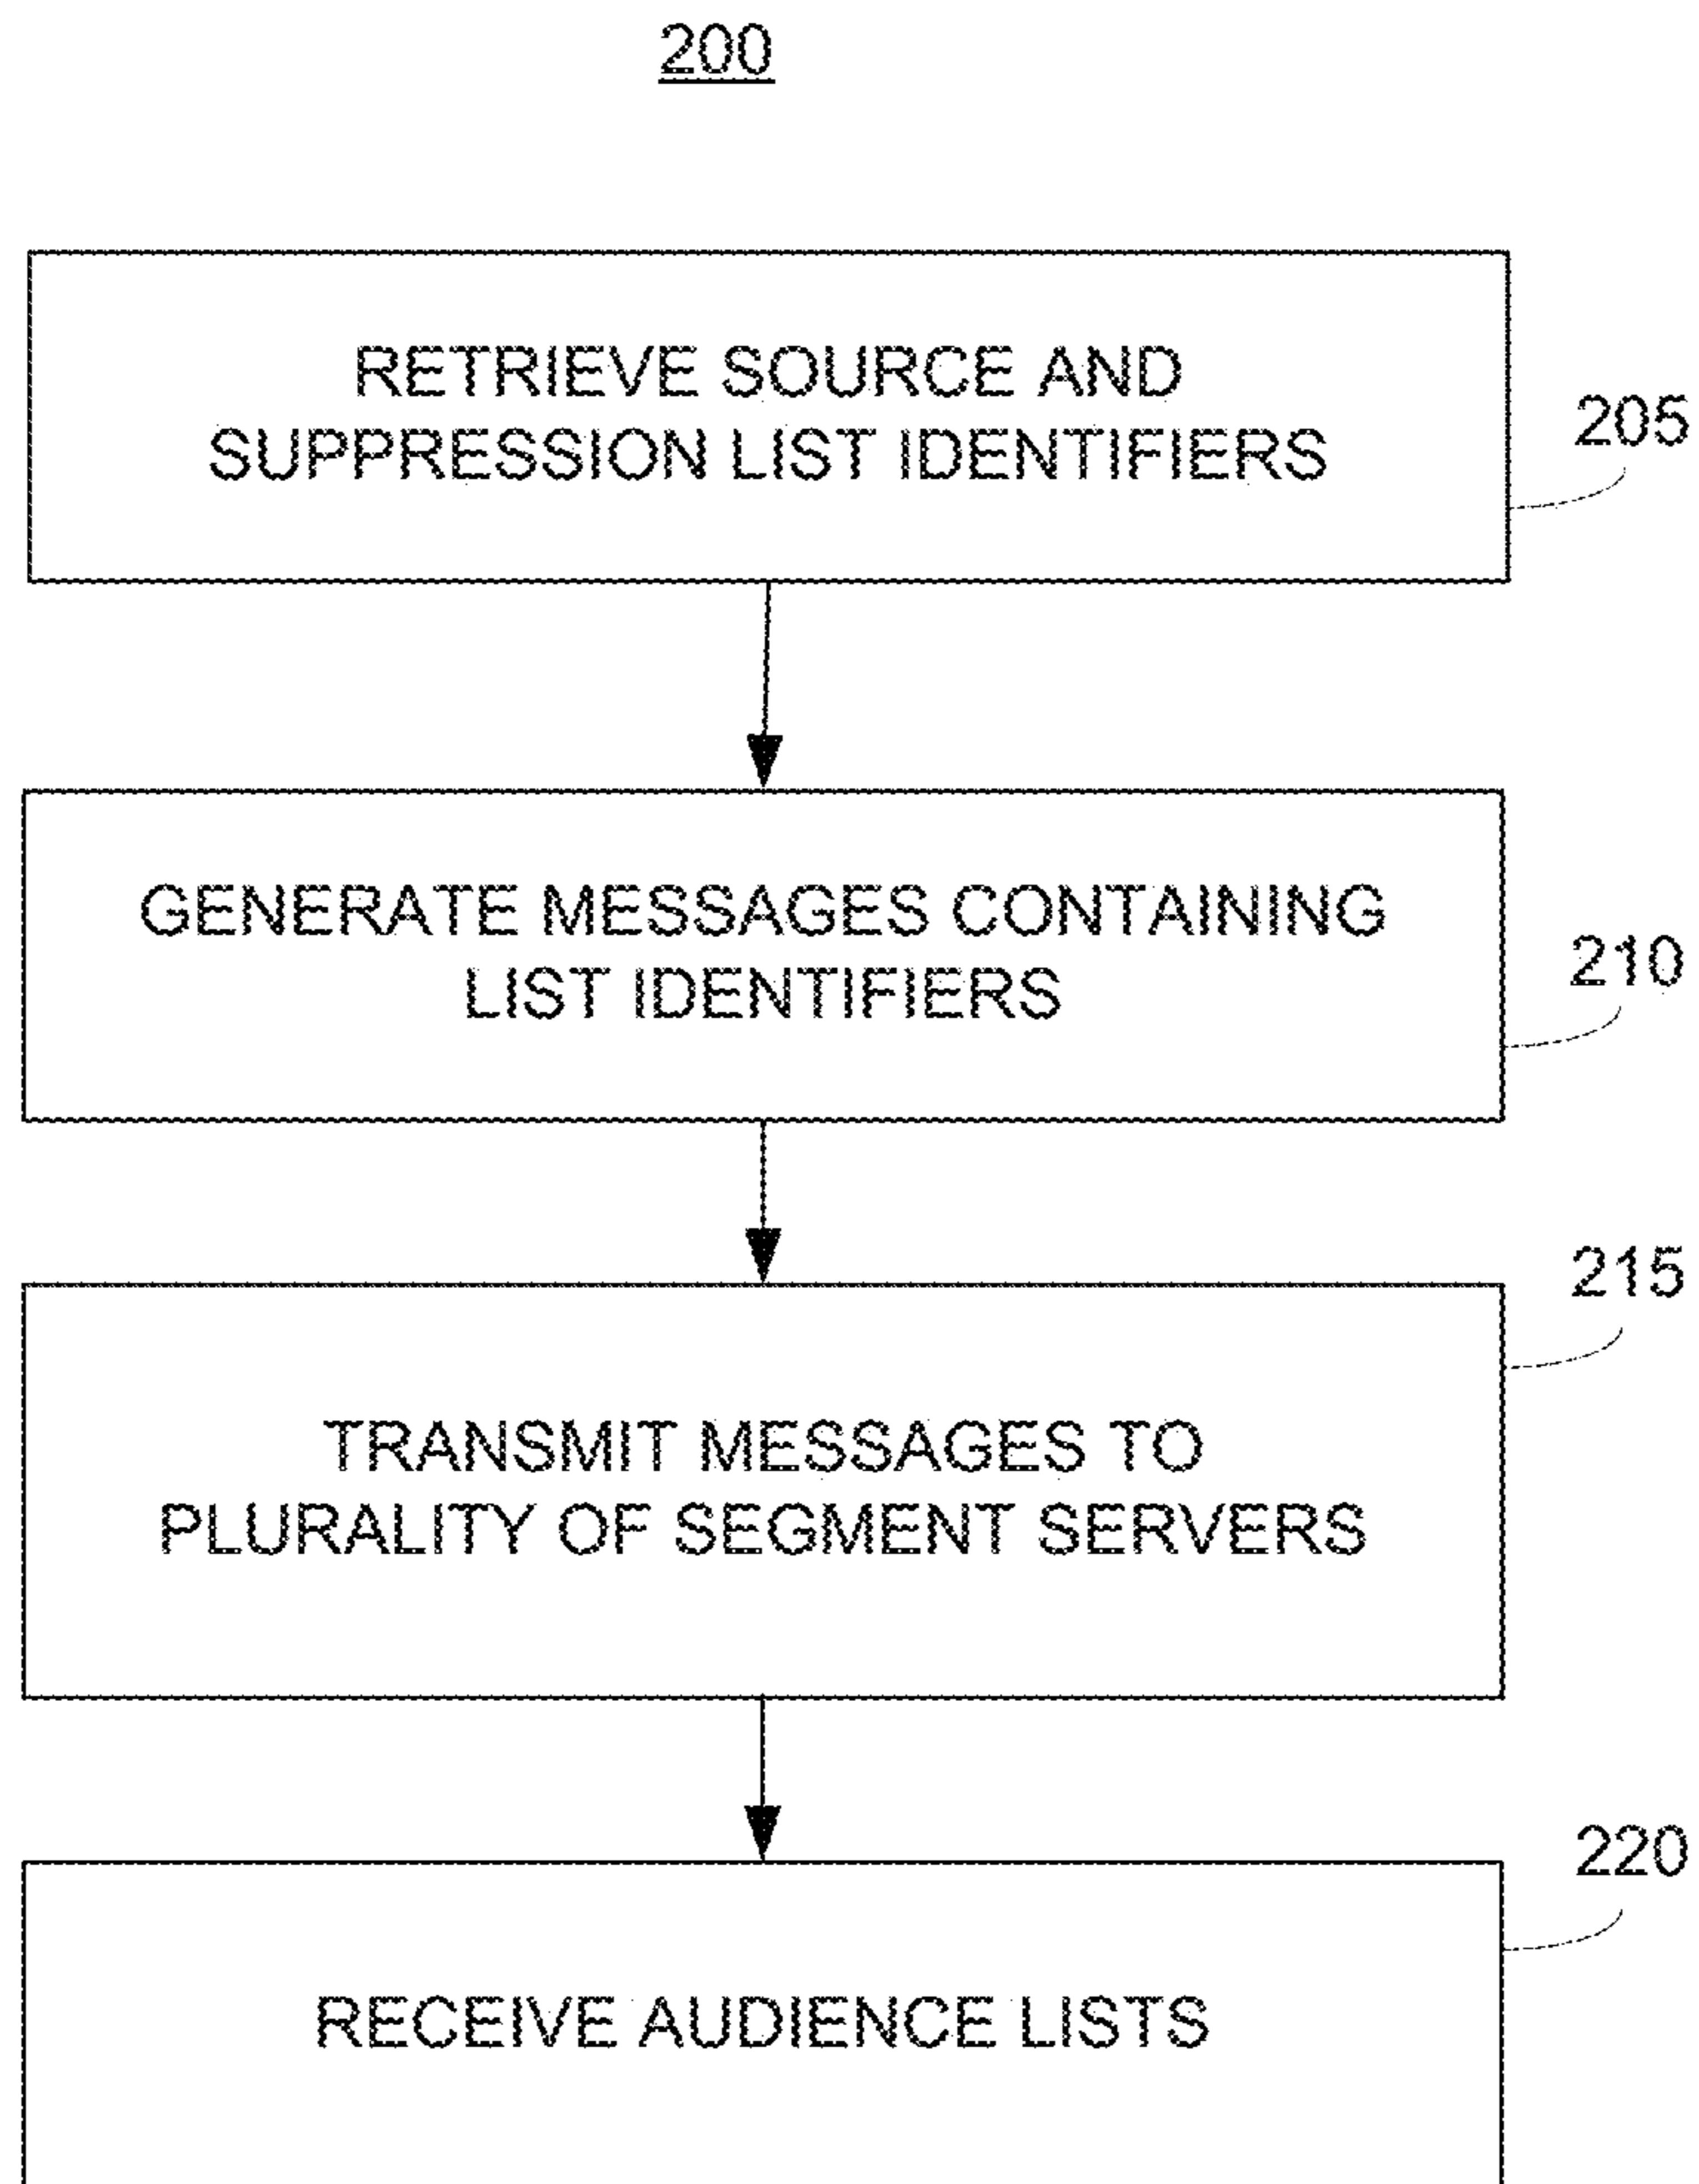 200
RETRIEVE SOURCE AND
SUPPRESSION LIST IDENTIFIERS
205
GENERATE MESSAGES CONTAINING
LIST IDENTIFIERS
210
215
TRANSMIT MESSAGES TO
PLURALITY OF SEGMENT SERVERS
220
RECEIVE AUDIENCE LISTS